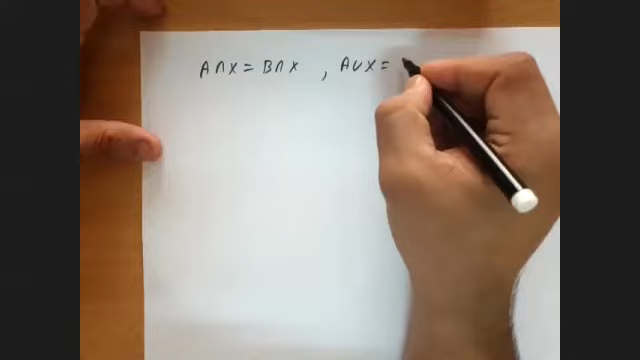 A∩X = B∩X , A∪X =